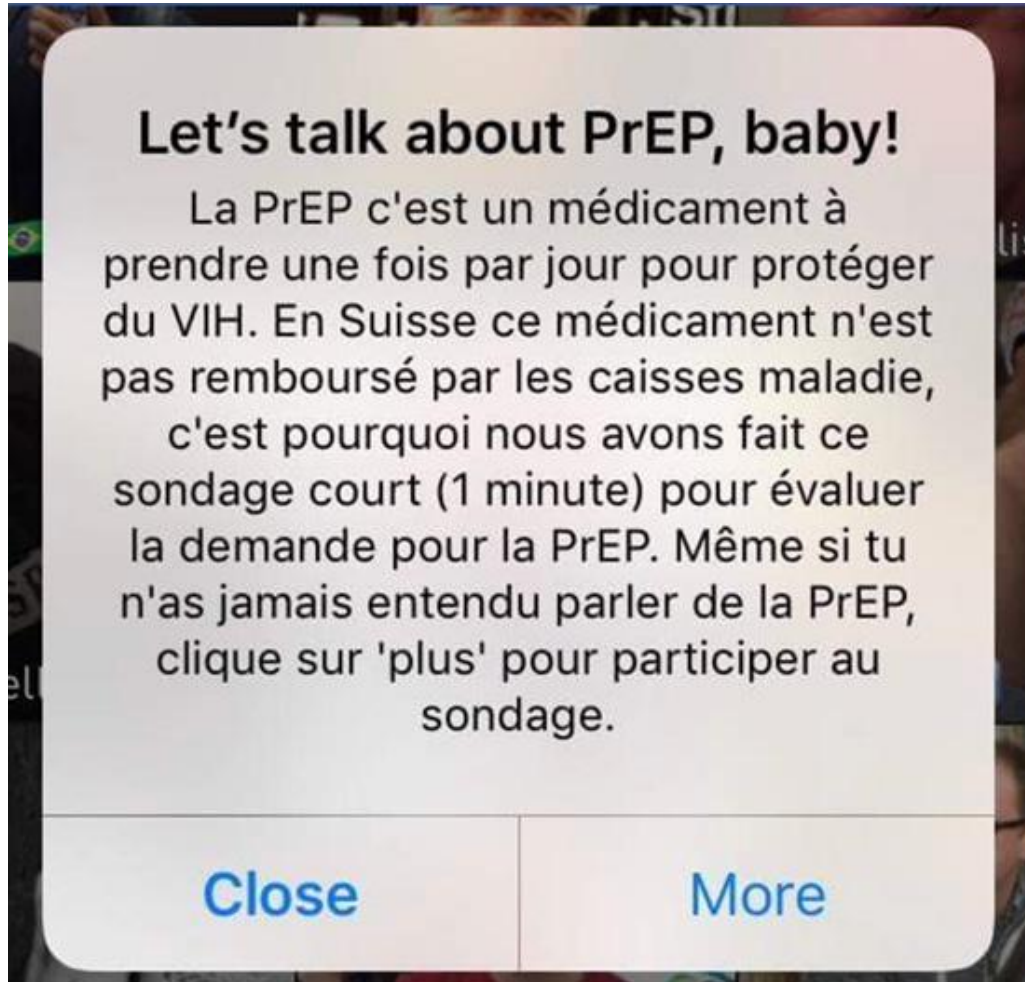 Let's talk about PrEP, baby!
La PrEP c'est un médicament à
prendre une fois par jour pour protéger
du VIH. En Suisse ce médicament n'est
pas remboursé par les caisses maladie,
c'est pourquoi nous avons fait ce
sondage court (1 minute) pour évaluer
la demande pour la PrEP. Même si tu
n'as jamais entendu parler de la PrEP,
clique sur 'plus' pour participer au
sondage.
Close
More